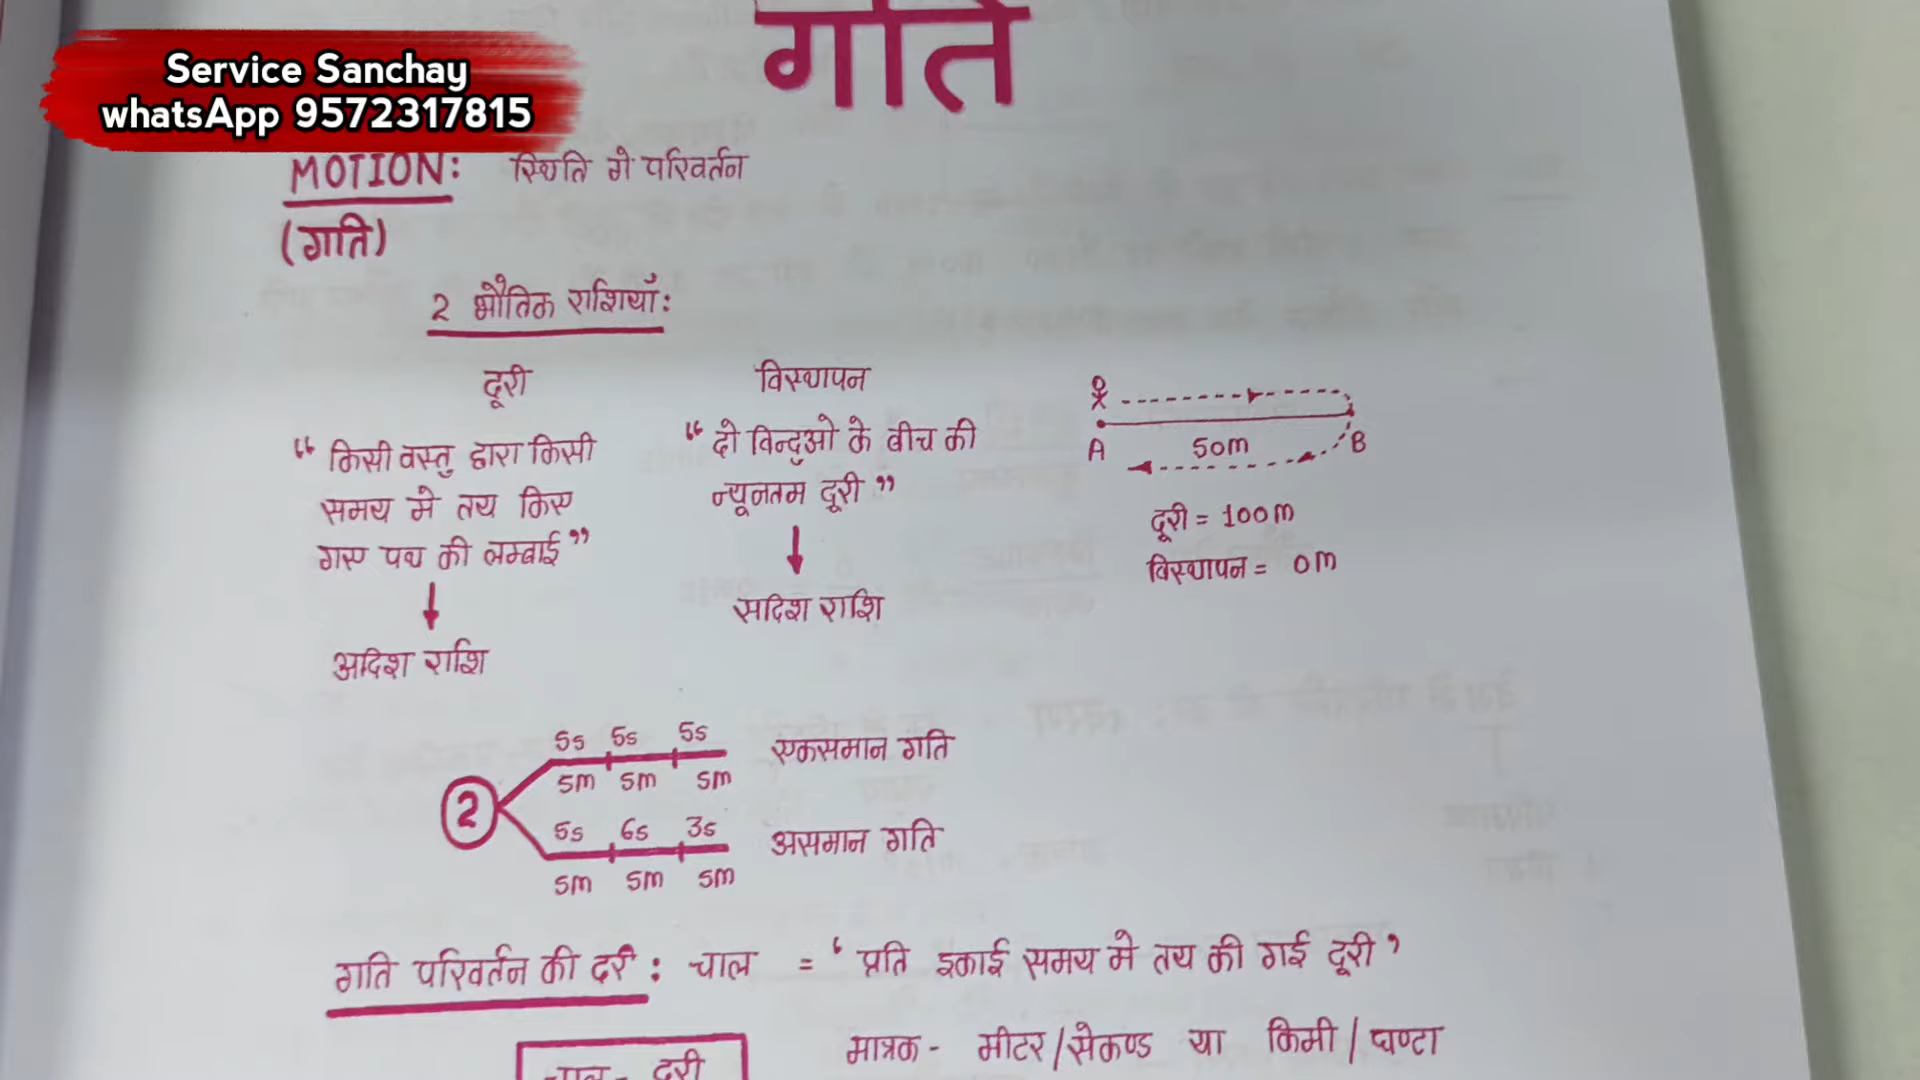 गति
Service Sanchay
whatsApp 9572317815
MOTION: स्थिति मे परिवर्तन
(गति)
2 भौतिक राशियाँ:
दूरी
“ किसी वस्तु द्वारा किसी
समय मे तय किए
गए पथ की लम्बाई ”
अदिश राशि
विस्थापन
“ दो बिन्दुओ के बीच की
न्यूनतम दूरी ”
सदिश राशि
A 50m B
दूरी = 100m
विस्थापन = 0m
2
5s 5s 5s
5m 5m 5m
एकसमान गति
5s 6s 3s
5m 5m 5m
असमान गति
गति परिवर्तन की दर : चाल = ‘ प्रति इकाई समय मे तय की गई दूरी ’
मात्रक - मीटर/सेकण्ड या किमी/घण्टा
चाल - दूरी